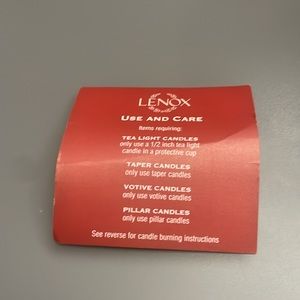 LENOX
USE AND CARE
Items requiring:
TEA LIGHT CANDLES
only use a 1/2 inch tea light
candle in a protective cup
TAPER CANDLES
only use taper candles
VOTIVE CANDLES
only use votive candles
PILLAR CANDLES
only use pillar candles
See reverse for candle burning instructions